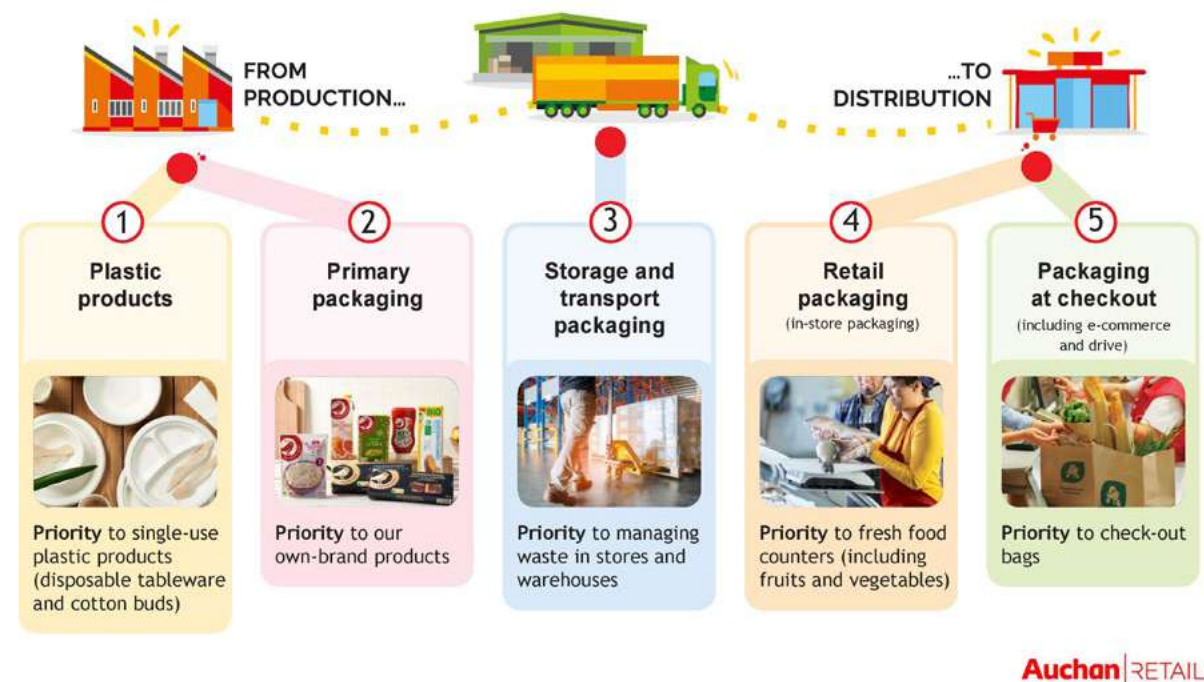 FROM
PRODUCTION...
...TO
DISTRIBUTION
1
Plastic
products
Priority to single-use
plastic products
(disposable tableware
and cotton buds)
2
Primary
packaging
Priority to our
own-brand products
3
Storage and
transport
packaging
Priority to managing
waste in stores and
warehouses
4
Retail
packaging
(in-store packaging)
Priority to fresh food
counters (including
fruits and vegetables)
5
Packaging
at checkout
(including e-commerce
and drive)
Priority to check-out
bags
Auchan RETAIL